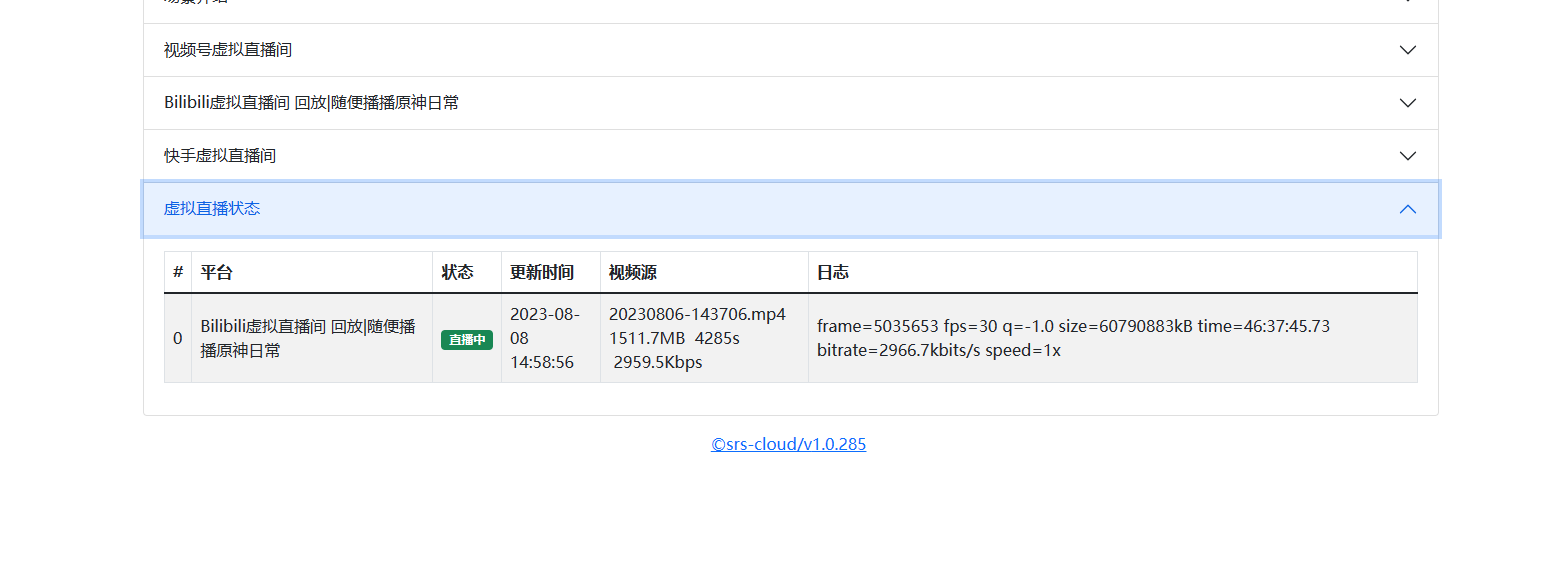 视频号虚拟直播间
Bilibili虚拟直播间 回放|随便播播原神日常
快手虚拟直播间
虚拟直播状态
# 平台 状态 更新时间 视频源 日志
0
Bilibili虚拟直播间 回放|随便播
播原神日常
直播中
2023-08-
08
14:58:56
20230806-143706.mp4
1511.7MB 4285s
2959.5Kbps
frame=5035653 fps=30 q=-1.0 size=60790883kB time=46:37:45.73
bitrate=2966.7kbits/s speed=1x
©srs-cloud/v1.0.285